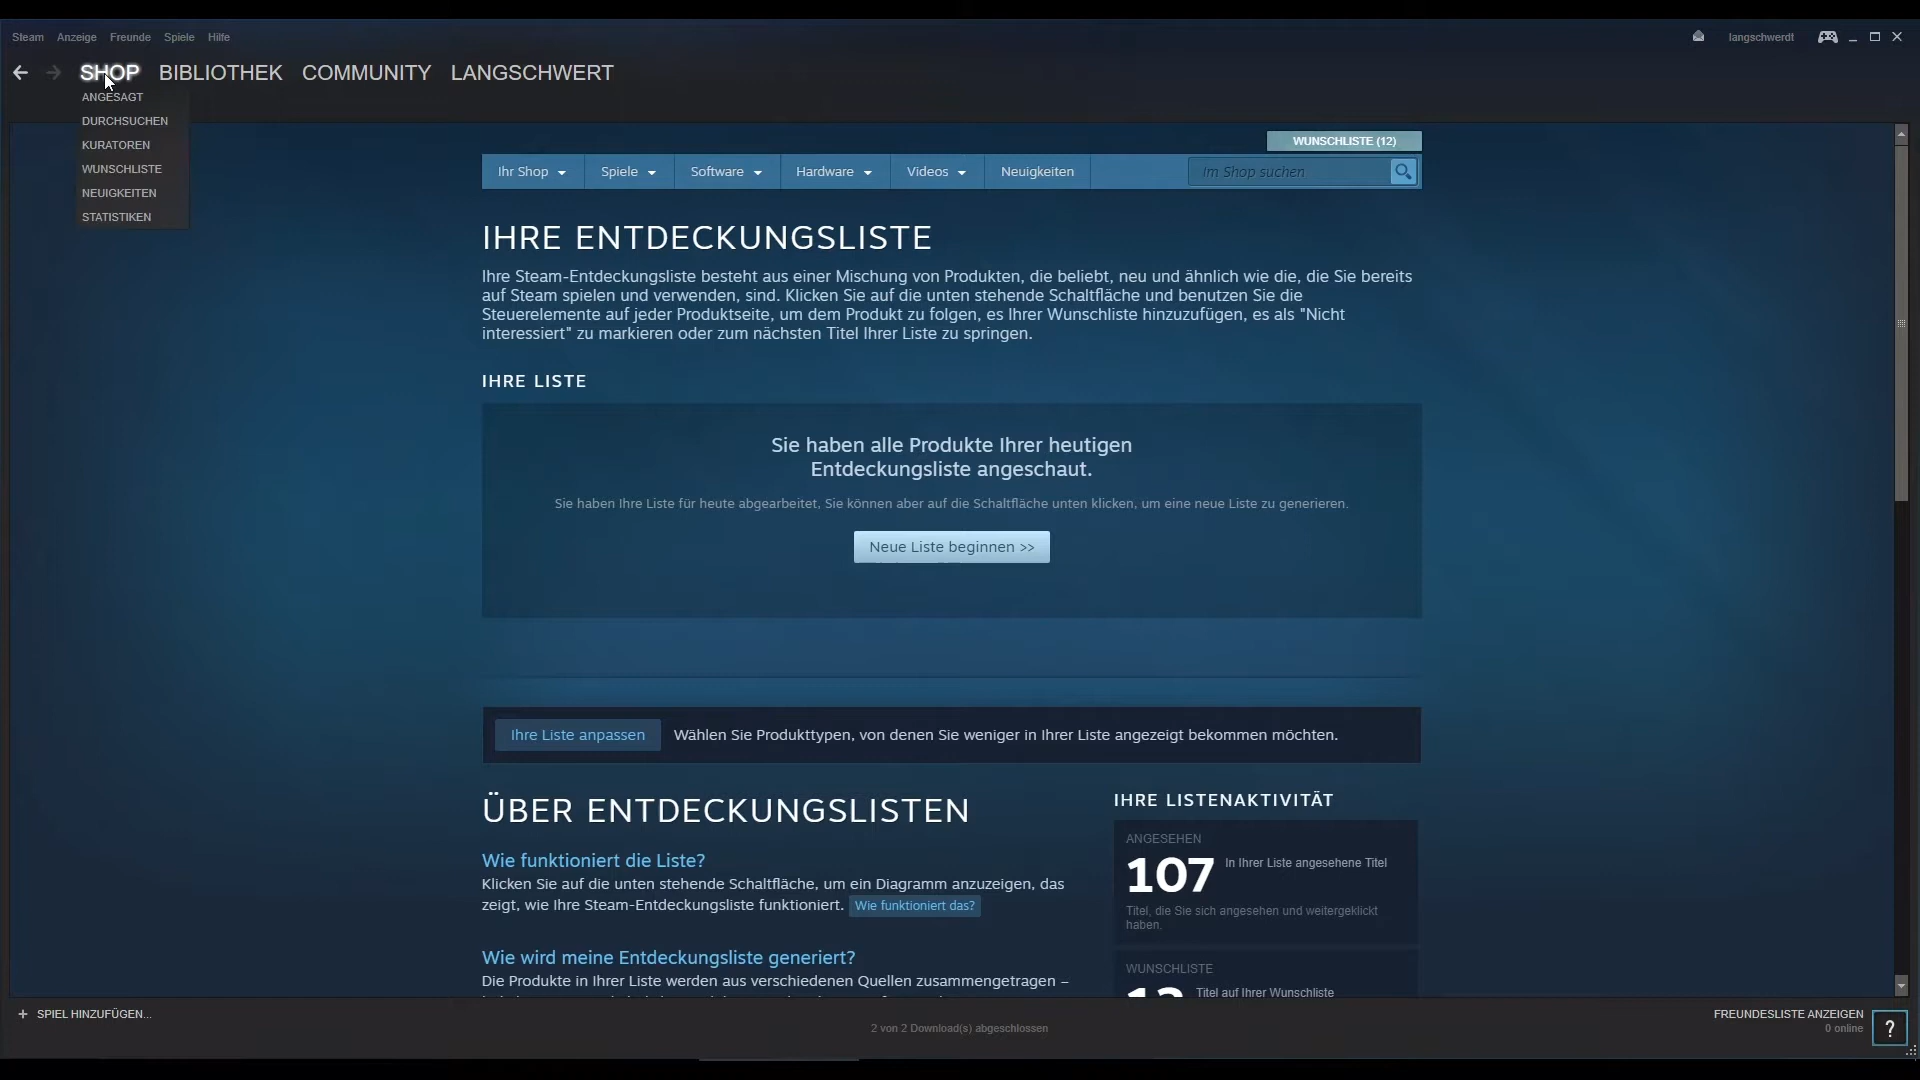 Steam Anzeige Freunde Spiele Hilfe
langschwerdt
SHOP BIBLIOTHEK COMMUNITY LANGSCHWERT
ANGESAGT
DURCHSUCHEN
KURATOREN
WUNSCHLISTE
NEUIGKEITEN
STATISTIKEN
WUNSCHLISTE (12)
Ihr Shop Spiele Software Hardware Videos Neuigkeiten Im Shop suchen
IHRE ENTDECKUNGSLISTE
Ihre Steam-Entdeckungsliste besteht aus einer Mischung von Produkten, die beliebt, neu und ähnlich wie die, die Sie bereits
auf Steam spielen und verwenden, sind. Klicken Sie auf die unten stehende Schaltfläche und benutzen Sie die
Steuerelemente auf jeder Produktseite, um dem Produkt zu folgen, es Ihrer Wunschliste hinzuzufügen, es als "Nicht
interessiert" zu markieren oder zum nächsten Titel Ihrer Liste zu springen.
IHRE LISTE
Sie haben alle Produkte Ihrer heutigen
Entdeckungsliste angeschaut.
Sie haben Ihre Liste für heute abgearbeitet, Sie können aber auf die Schaltfläche unten klicken, um eine neue Liste zu generieren.
Neue Liste beginnen >>
Ihre Liste anpassen Wählen Sie Produkttypen, von denen Sie weniger in Ihrer Liste angezeigt bekommen möchten.
ÜBER ENTDECKUNGSLISTEN
Wie funktioniert die Liste?
Klicken Sie auf die unten stehende Schaltfläche, um ein Diagramm anzuzeigen, das
zeigt, wie Ihre Steam-Entdeckungsliste funktioniert. Wie funktioniert das?
Wie wird meine Entdeckungsliste generiert?
Die Produkte in Ihrer Liste werden aus verschiedenen Quellen zusammengetragen –
IHRE LISTENAKTIVITÄT
ANGESEHEN
107 In Ihrer Liste angesehene Titel
Titel, die Sie sich angesehen und weitergeklickt
haben.
WUNSCHLISTE
Titel auf Ihrer Wunschliste
+ SPIEL HINZUFÜGEN...
2 von 2 Download(s) abgeschlossen
FREUNDESLISTE ANZEIGEN
0 online
?